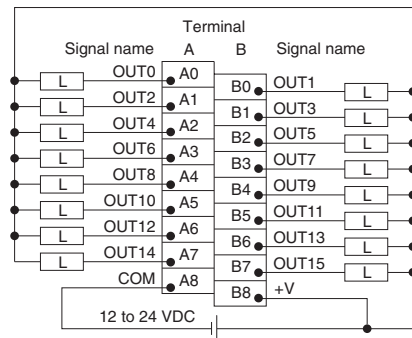 Terminal
Signal name A B Signal name
L OUT0 A0 B0 OUT1 L
L OUT2 A1 B1 OUT3 L
L OUT4 A2 B2 OUT5 L
L OUT6 A3 B3 OUT7 L
L OUT8 A4 B4 OUT9 L
L OUT10 A5 B5 OUT11 L
L OUT12 A6 B6 OUT13 L
L OUT14 A7 B7 OUT15 L
COM A8 B8 +V
12 to 24 VDC